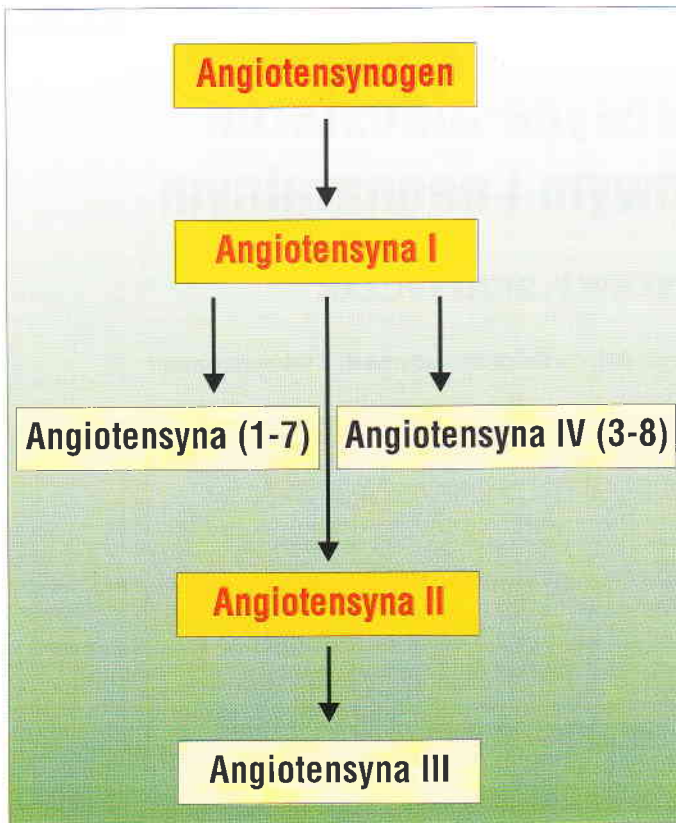 Angiotensynogen
Angiotensyna I
Angiotensyna (1-7)
Angiotensyna IV (3-8)
Angiotensyna II
Angiotensyna III